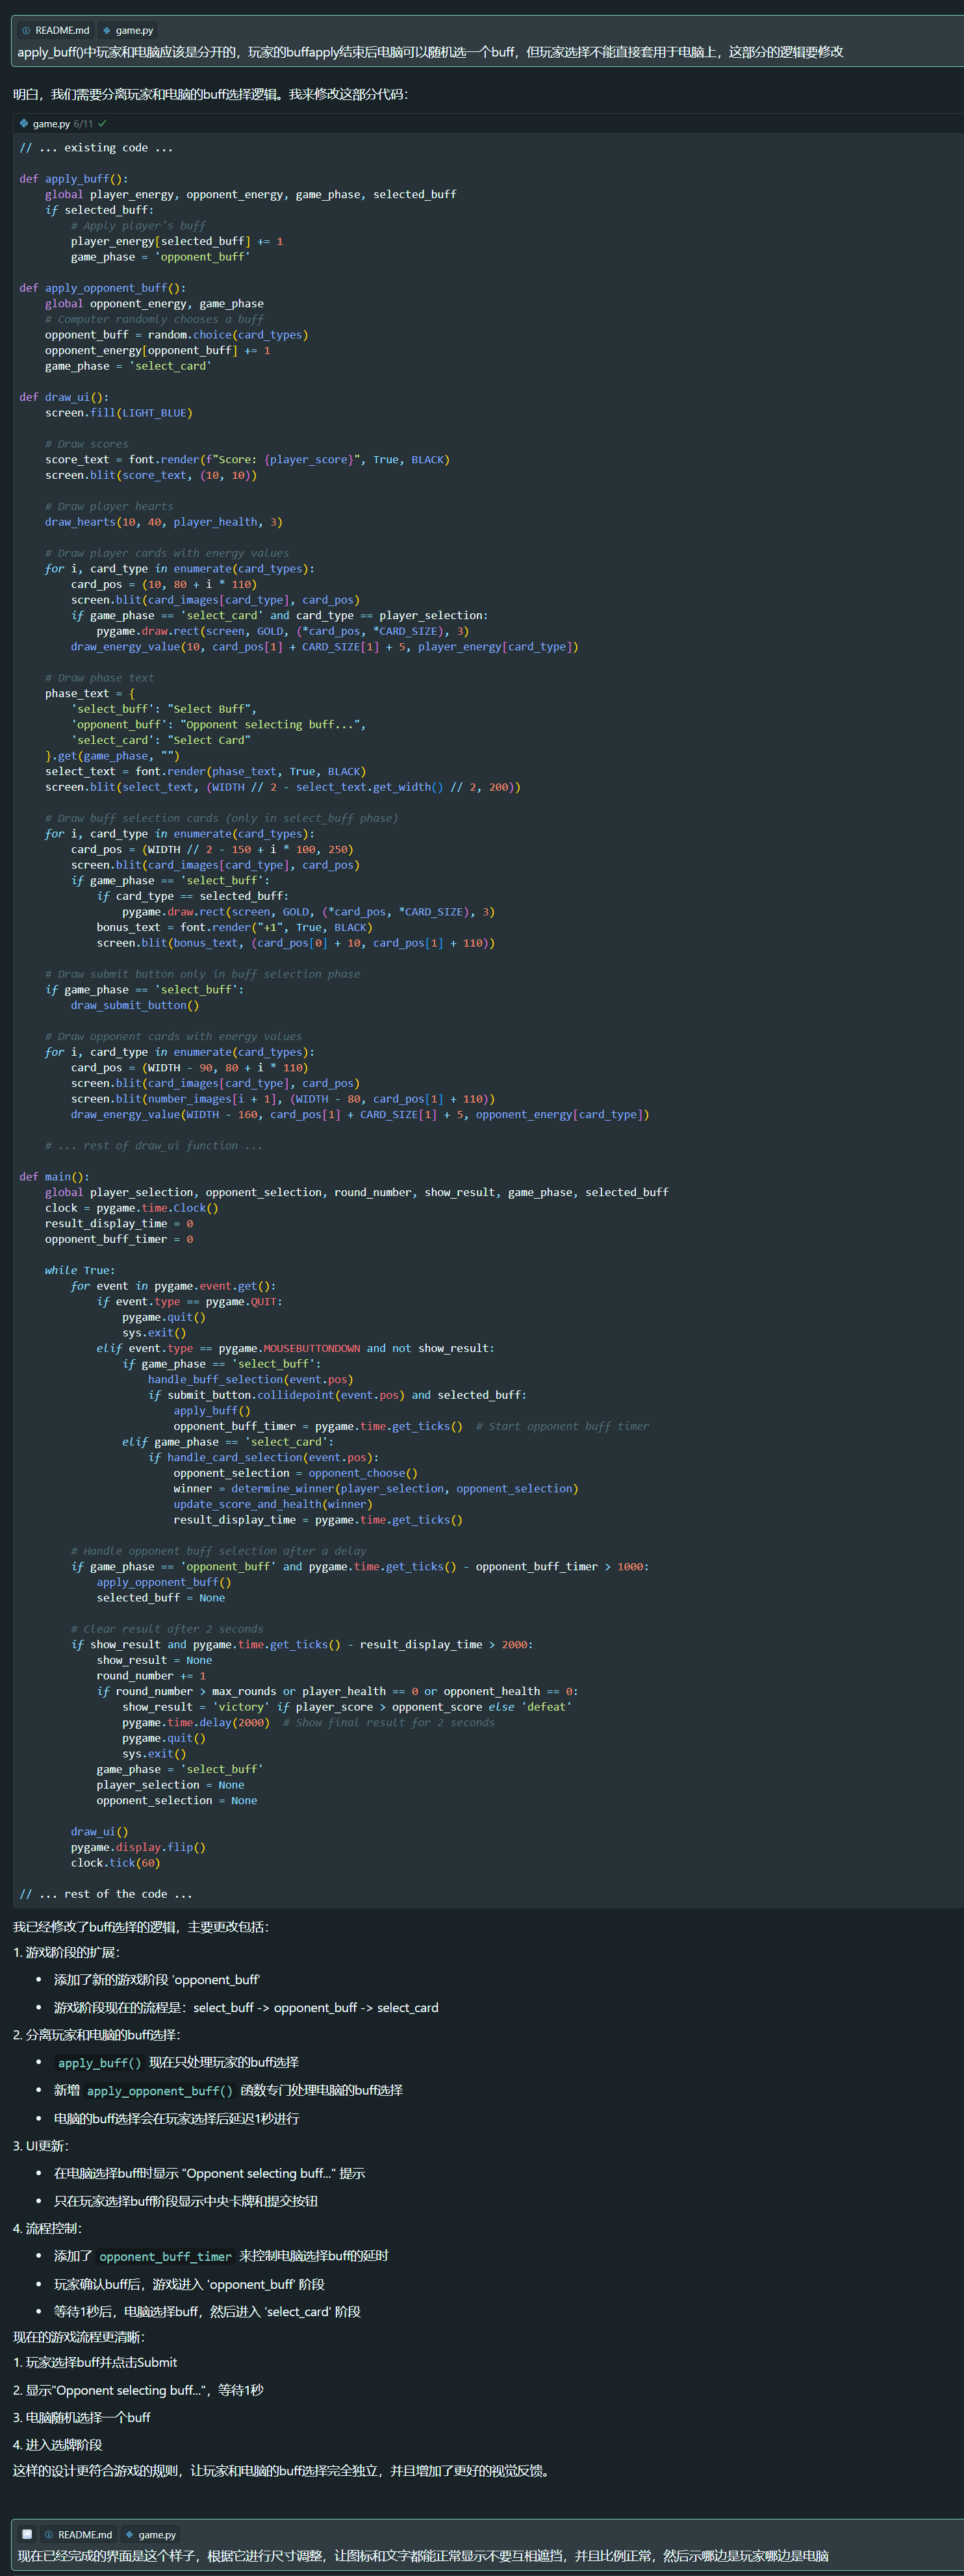 README.md game.py
apply_buff()中玩家和电脑应该是分开的，玩家的buffapply结束后电脑可以随机选一个buff，但玩家选择不能直接套用于电脑上，这部分的逻辑要修改
明白，我们需要分离玩家和电脑的buff选择逻辑。我来修改这部分代码：
game.py 6/11
// ... existing code ...
def apply_buff():
    global player_energy, opponent_energy, game_phase, selected_buff
    if selected_buff:
        # Apply player's buff
        player_energy[selected_buff] += 1
        game_phase = 'opponent_buff'
def apply_opponent_buff():
    global opponent_energy, game_phase
    # Computer randomly chooses a buff
    opponent_buff = random.choice(card_types)
    opponent_energy[opponent_buff] += 1
    game_phase = 'select_card'
def draw_ui():
    screen.fill(LIGHT_BLUE)
    # Draw scores
    score_text = font.render(f"Score: {player_score}", True, BLACK)
    screen.blit(score_text, (10, 10))
    # Draw player hearts
    draw_hearts(10, 40, player_health, 3)
    # Draw player cards with energy values
    for i, card_type in enumerate(card_types):
        card_pos = (10, 80 + i * 110)
        screen.blit(card_images[card_type], card_pos)
        if game_phase == 'select_card' and card_type == player_selection:
            pygame.draw.rect(screen, GOLD, (*card_pos, *CARD_SIZE), 3)
        draw_energy_value(10, card_pos[1] + CARD_SIZE[1] + 5, player_energy[card_type])
    # Draw phase text
    phase_text = {
        'select_buff': "Select Buff",
        'opponent_buff': "Opponent selecting buff...",
        'select_card': "Select Card"
    }.get(game_phase, "")
    select_text = font.render(phase_text, True, BLACK)
    screen.blit(select_text, (WIDTH // 2 - select_text.get_width() // 2, 200))
    # Draw buff selection cards (only in select_buff phase)
    for i, card_type in enumerate(card_types):
        card_pos = (WIDTH // 2 - 150 + i * 100, 250)
        screen.blit(card_images[card_type], card_pos)
        if game_phase == 'select_buff':
            if card_type == selected_buff:
                pygame.draw.rect(screen, GOLD, (*card_pos, *CARD_SIZE), 3)
            bonus_text = font.render("+1", True, BLACK)
            screen.blit(bonus_text, (card_pos[0] + 10, card_pos[1] + 110))
    # Draw submit button only in buff selection phase
    if game_phase == 'select_buff':
        draw_submit_button()
    # Draw opponent cards with energy values
    for i, card_type in enumerate(card_types):
        card_pos = (WIDTH - 90, 80 + i * 110)
        screen.blit(card_images[card_type], card_pos)
        screen.blit(number_images[i + 1], (WIDTH - 80, card_pos[1] + 110))
        draw_energy_value(WIDTH - 160, card_pos[1] + CARD_SIZE[1] + 5, opponent_energy[card_type])
    # ... rest of draw_ui function ...
def main():
    global player_selection, opponent_selection, round_number, show_result, game_phase, selected_buff
    clock = pygame.time.Clock()
    result_display_time = 0
    opponent_buff_timer = 0
    while True:
        for event in pygame.event.get():
            if event.type == pygame.QUIT:
                pygame.quit()
                sys.exit()
            elif event.type == pygame.MOUSEBUTTONDOWN and not show_result:
                if game_phase == 'select_buff':
                    handle_buff_selection(event.pos)
                    if submit_button.collidepoint(event.pos) and selected_buff:
                        apply_buff()
                        opponent_buff_timer = pygame.time.get_ticks()  # Start opponent buff timer
                elif game_phase == 'select_card':
                    if handle_card_selection(event.pos):
                        opponent_selection = opponent_choose()
                        winner = determine_winner(player_selection, opponent_selection)
                        update_score_and_health(winner)
                        result_display_time = pygame.time.get_ticks()
        # Handle opponent buff selection after a delay
        if game_phase == 'opponent_buff' and pygame.time.get_ticks() - opponent_buff_timer > 1000:
            apply_opponent_buff()
            selected_buff = None
        # Clear result after 2 seconds
        if show_result and pygame.time.get_ticks() - result_display_time > 2000:
            show_result = None
            round_number += 1
            if round_number > max_rounds or player_health == 0 or opponent_health == 0:
                show_result = 'victory' if player_score > opponent_score else 'defeat'
                pygame.time.delay(2000)  # Show final result for 2 seconds
                pygame.quit()
                sys.exit()
            game_phase = 'select_buff'
            player_selection = None
            opponent_selection = None
        draw_ui()
        pygame.display.flip()
        clock.tick(60)
// ... rest of the code ...
我已经修改了buff选择的逻辑，主要更改包括：
1. 游戏阶段的扩展：
• 添加了新的游戏阶段 'opponent_buff'
• 游戏阶段现在的流程是：select_buff -> opponent_buff -> select_card
2. 分离玩家和电脑的buff选择：
• apply_buff() 现在只处理玩家的buff选择
• 新增 apply_opponent_buff() 函数专门处理电脑的buff选择
• 电脑的buff选择会在玩家选择后延迟1秒进行
3. UI更新：
• 在电脑选择buff时显示 "Opponent selecting buff..." 提示
• 只在玩家选择buff阶段显示中央卡牌和提交按钮
4. 流程控制：
• 添加了 opponent_buff_timer 来控制电脑选择buff的延时
• 玩家确认buff后，游戏进入 'opponent_buff' 阶段
• 等待1秒后，电脑选择buff，然后进入 'select_card' 阶段
现在的游戏流程更清晰：
1. 玩家选择buff并点击Submit
2. 显示"Opponent selecting buff..."，等待1秒
3. 电脑随机选择一个buff
4. 进入选牌阶段
这样的设计更符合游戏的规则，让玩家和电脑的buff选择完全独立，并且增加了更好的视觉反馈。
README.md game.py
现在已经完成的界面是这个样子，根据它进行尺寸调整，让图标和文字都能正常显示不要互相遮挡，并且比例正常，然后示哪边是玩家哪边是电脑